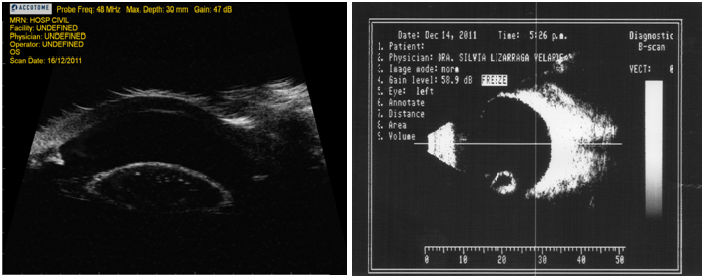 ACCUTOME Probe Freq: 48 MHz Max. Depth: 30 mm Gain: 47 dB
MRN: HOSP CIVIL
Facility: UNDEFINED
Physician: UNDEFINED
Operator: UNDEFINED
OS
Scan Date: 16/12/2011
Date: Dec 14, 2011 Time: 5:26 p.m.
Diagnostic
B-scan
VECT: 0
1. Patient:
2. Physician: DRA. SILVIA LIZARRAGA VELARDE
3. Image mode: norm
4. Gain level: 58.9 dB FREEZE
5. Eye: left
6. Annotate
7. Distance
8. Area
9. Volume
0 10 20 30 40 50